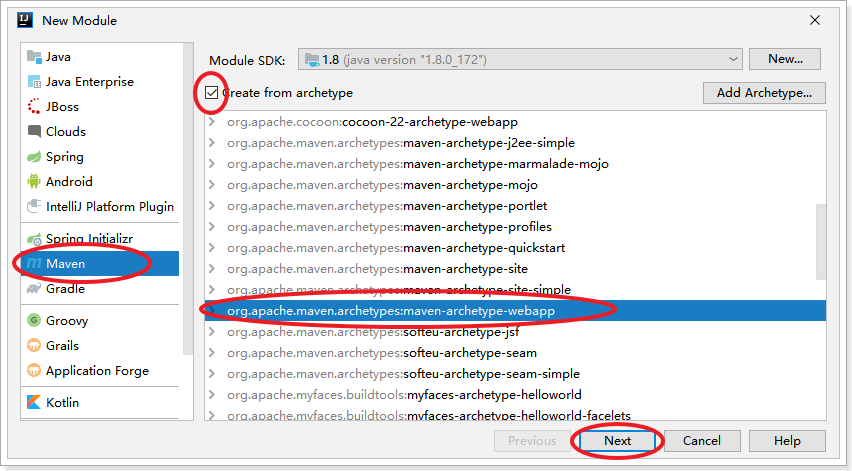 New Module
Java
Java Enterprise
JBoss
Clouds
Spring
Android
IntelliJ Platform Plugin
Spring Initializr
Maven
Gradle
Groovy
Grails
Application Forge
Kotlin
Module SDK: 1.8 (java version "1.8.0_172") New...
Create from archetype Add Archetype...
org.apache.cocoon:cocoon-22-archetype-webapp
org.apache.maven.archetypes:maven-archetype-j2ee-simple
org.apache.maven.archetypes:maven-archetype-marmalade-mojo
org.apache.maven.archetypes:maven-archetype-mojo
org.apache.maven.archetypes:maven-archetype-portlet
org.apache.maven.archetypes:maven-archetype-profiles
org.apache.maven.archetypes:maven-archetype-quickstart
org.apache.maven.archetypes:maven-archetype-site
org.apache.maven.archetypes:maven-archetype-site-simple
org.apache.maven.archetypes:maven-archetype-webapp
org.apache.maven.archetypes:softeu-archetype-jsf
org.apache.maven.archetypes:softeu-archetype-seam
org.apache.maven.archetypes:softeu-archetype-seam-simple
org.apache.myfaces.buildtools:myfaces-archetype-helloworld
org.apache.myfaces.buildtools:myfaces-archetype-helloworld-facelets
Previous Next Cancel Help